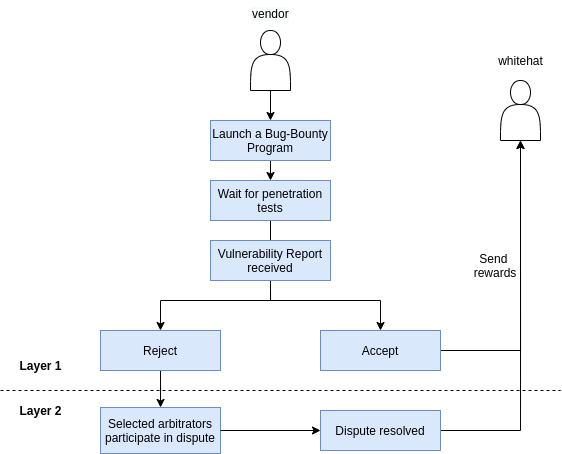 vendor
whitehat
Launch a Bug-Bounty
Program
Wait for penetration
tests
Vulnerability Report
received
Send
rewards
Reject
Accept
Layer 1
Layer 2
Selected arbitrators
participate in dispute
Dispute resolved